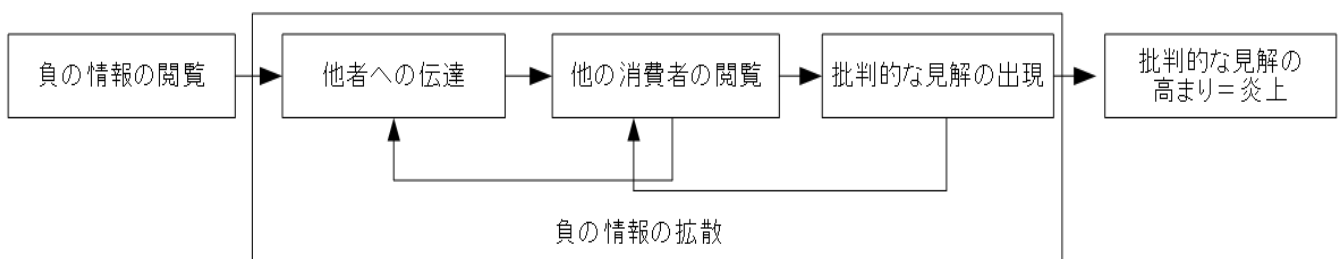 負の情報の閲覧
他者への伝達
他の消費者の閲覧
批判的な見解の出現
批判的な見解の
高まり＝炎上
負の情報の拡散